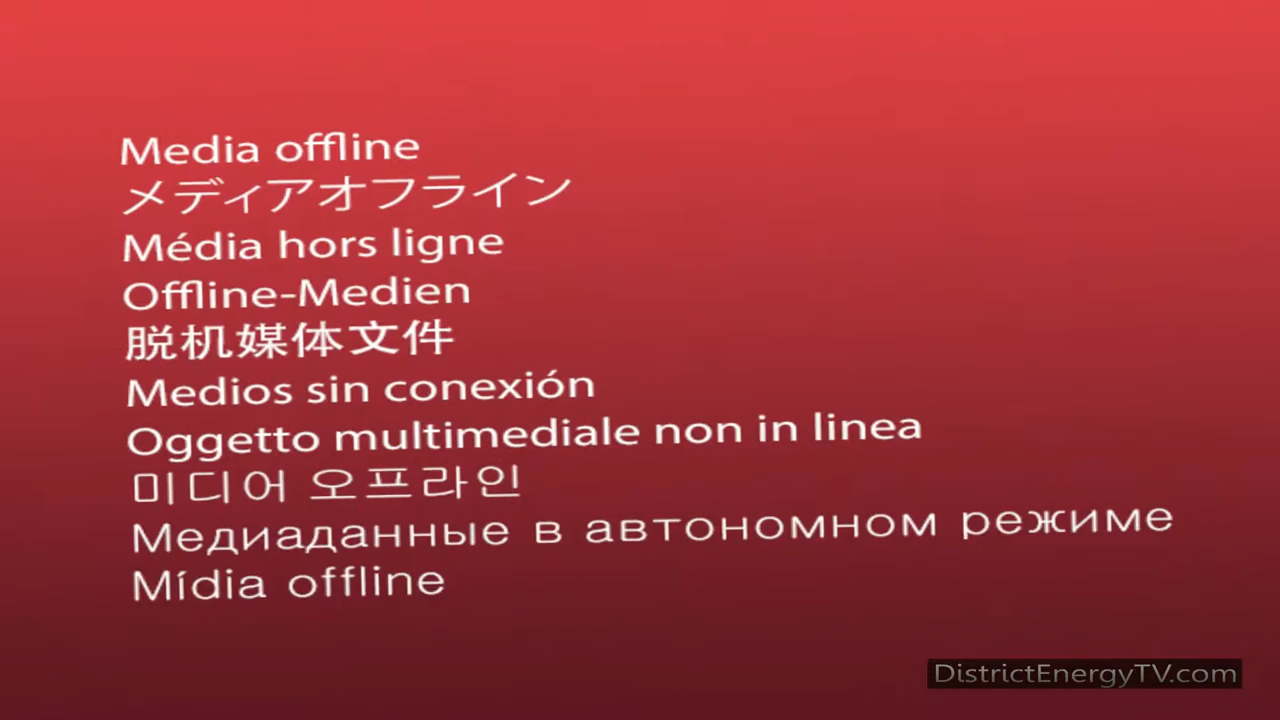 Media offline
メディアオフライン
Média hors ligne
Offline-Medien
脱机媒体文件
Medios sin conexión
Oggetto multimediale non in linea
미디어 오프라인
Медиаданные в автономном режиме
Mídia offline
DistrictEnergyTV.com